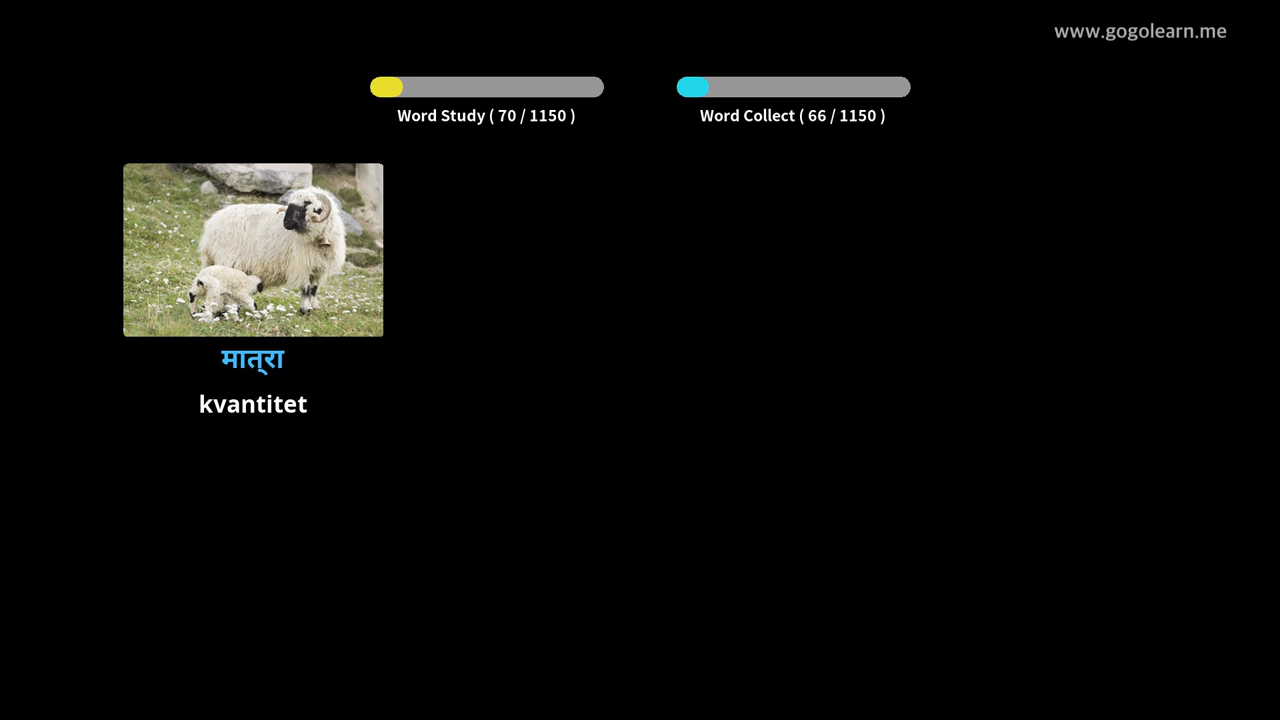 www.gogolearn.me
Word Study ( 70 / 1150 )
Word Collect ( 66 / 1150 )
मात्रा
kvantitet